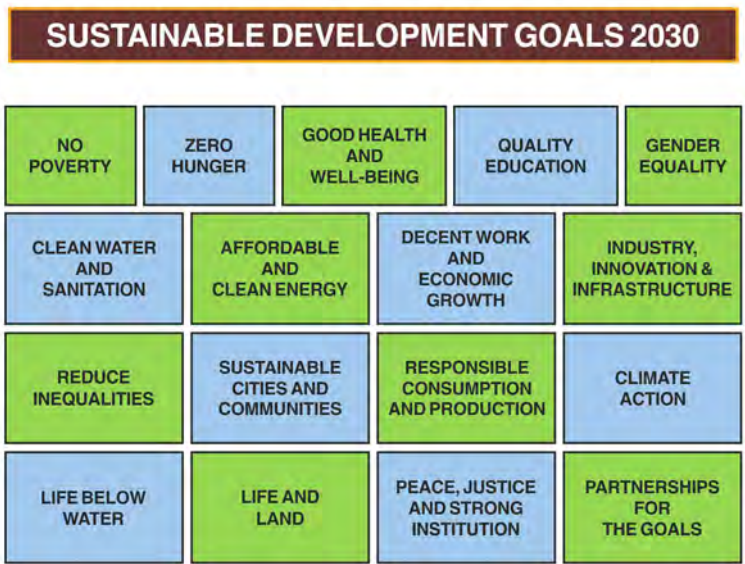 SUSTAINABLE DEVELOPMENT GOALS 2030
NO
POVERTY
ZERO
HUNGER
GOOD HEALTH
AND
WELL-BEING
QUALITY
EDUCATION
GENDER
EQUALITY
CLEAN WATER
AND
SANITATION
AFFORDABLE
AND
CLEAN ENERGY
DECENT WORK
AND
ECONOMIC
GROWTH
INDUSTRY,
INNOVATION &
INFRASTRUCTURE
REDUCE
INEQUALITIES
SUSTAINABLE
CITIES AND
COMMUNITIES
RESPONSIBLE
CONSUMPTION
AND PRODUCTION
CLIMATE
ACTION
LIFE BELOW
WATER
LIFE AND
LAND
PEACE, JUSTICE
AND STRONG
INSTITUTION
PARTNERSHIPS
FOR
THE GOALS